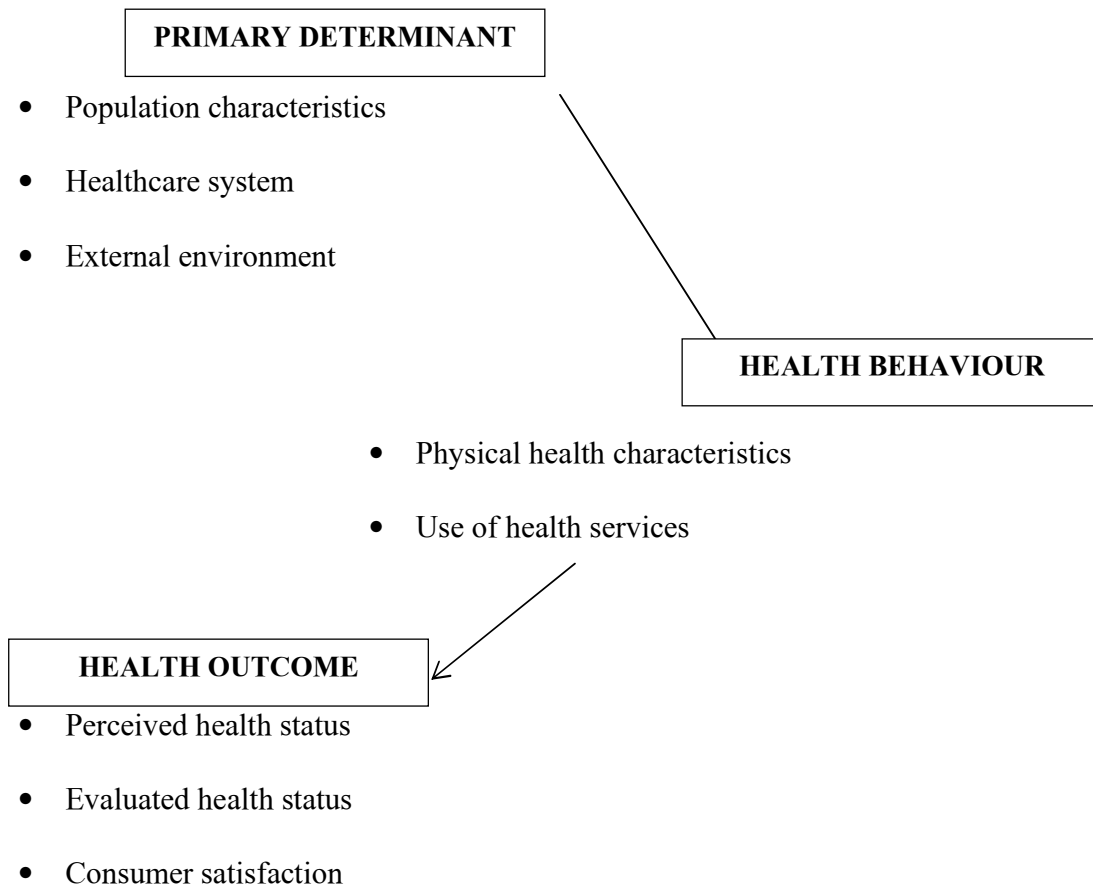 PRIMARY DETERMINANT
• Population characteristics
• Healthcare system
• External environment
HEALTH BEHAVIOUR
• Physical health characteristics
• Use of health services
HEALTH OUTCOME
• Perceived health status
• Evaluated health status
• Consumer satisfaction